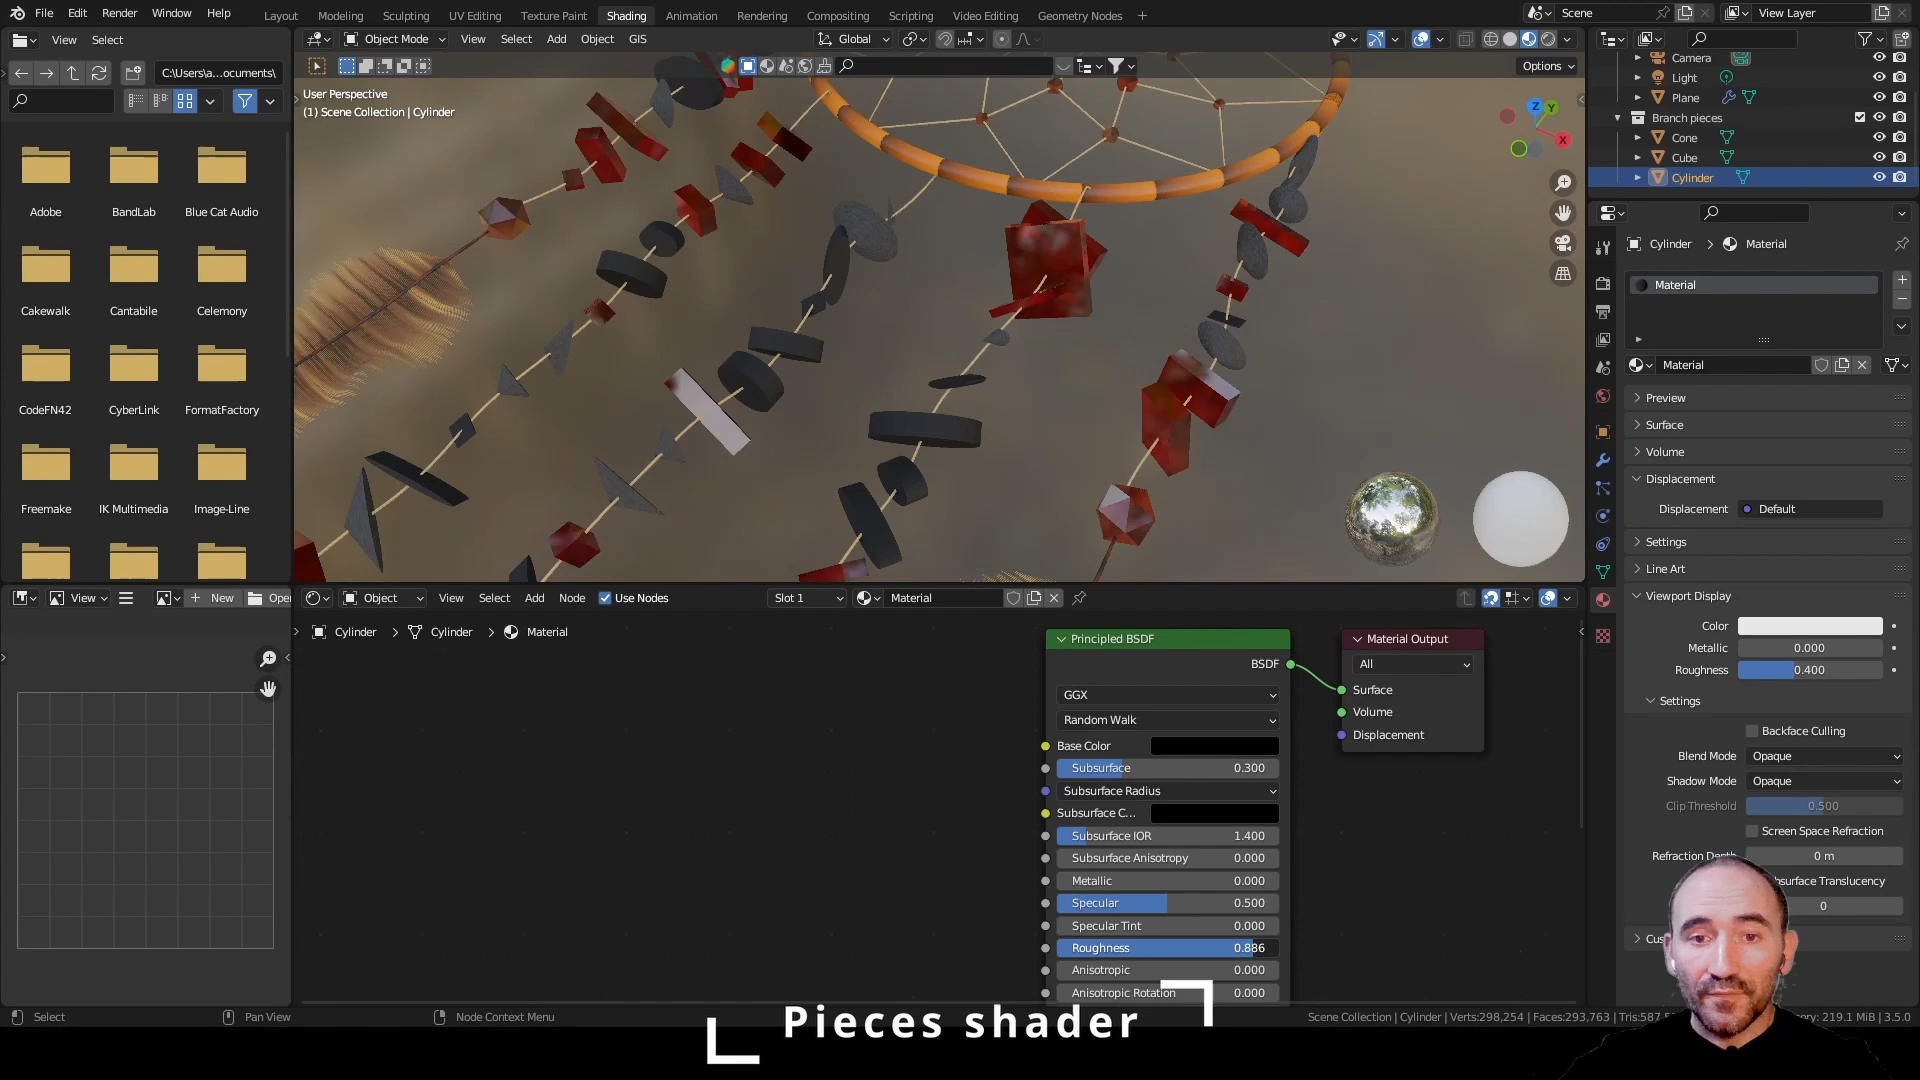 File Edit Render Window Help Layout Modeling Sculpting UV Editing Texture Paint Shading Animation Rendering Compositing Scripting Video Editing Geometry Nodes + Scene View Layer
View Select Object Mode View Select Add Object GIS Global
C:\Users\a...ocuments\ Options
User Perspective
(1) Scene Collection | Cylinder
Z Y
X
Adobe BandLab Blue Cat Audio
Cakewalk Cantabile Celemony
CodeFN42 CyberLink FormatFactory
Freemake IK Multimedia Image-Line
Camera
Light
Plane
Branch pieces
Cone
Cube
Cylinder
Cylinder > Material
Material
Material
Preview
Surface
Volume
Displacement
Displacement Default
Settings
Line Art
Viewport Display
Color
Metallic 0.000
Roughness 0.400
Settings
Backface Culling
Blend Mode Opaque
Shadow Mode Opaque
Clip Threshold 0.500
Screen Space Refraction
Refraction 0 m
Translucency
0
View + New Object View Select Add Node Use Nodes Slot 1 Material
Cylinder > Cylinder > Material
Principled BSDF
BSDF
GGX
Random Walk
Base Color
Subsurface 0.300
Subsurface Radius
Subsurface C...
Subsurface IOR 1.400
Subsurface Anisotropy 0.000
Metallic 0.000
Specular 0.500
Specular Tint 0.000
Roughness 0.886
Anisotropic 0.000
Anisotropic Rotation 0.000
Material Output
All
Surface
Volume
Displacement
Select Pan View Node Context Menu Scene Collection | Cylinder | Verts:298,254 | Faces:293,763 | Tris:587 219.1 MiB | 3.5.0
Pieces shader